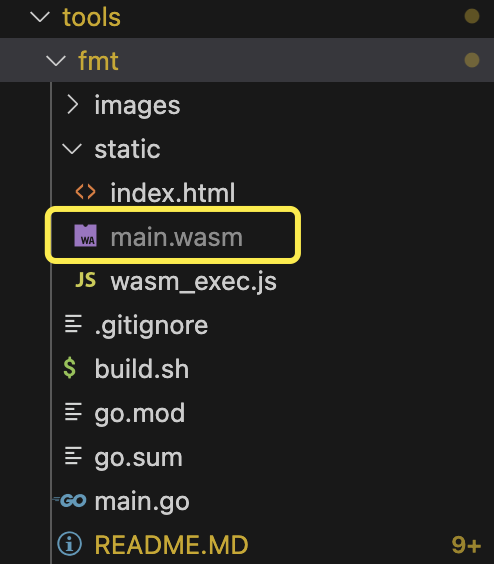 tools
fmt
images
static
<> index.html
WA main.wasm
JS wasm_exec.js
.gitignore
$ build.sh
go.mod
go.sum
GO main.go
README.MD 9+